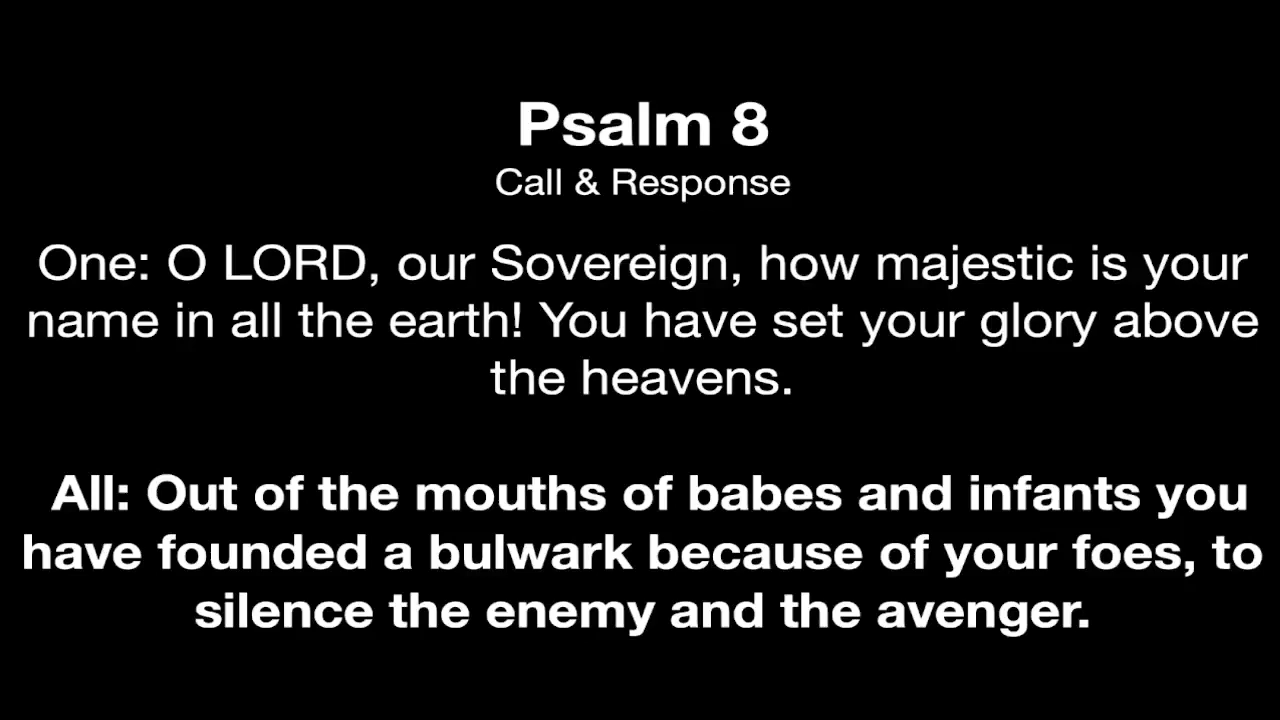 Psalm 8
Call & Response
One: O LORD, our Sovereign, how majestic is your
name in all the earth! You have set your glory above
the heavens.
All: Out of the mouths of babes and infants you
have founded a bulwark because of your foes, to
silence the enemy and the avenger.